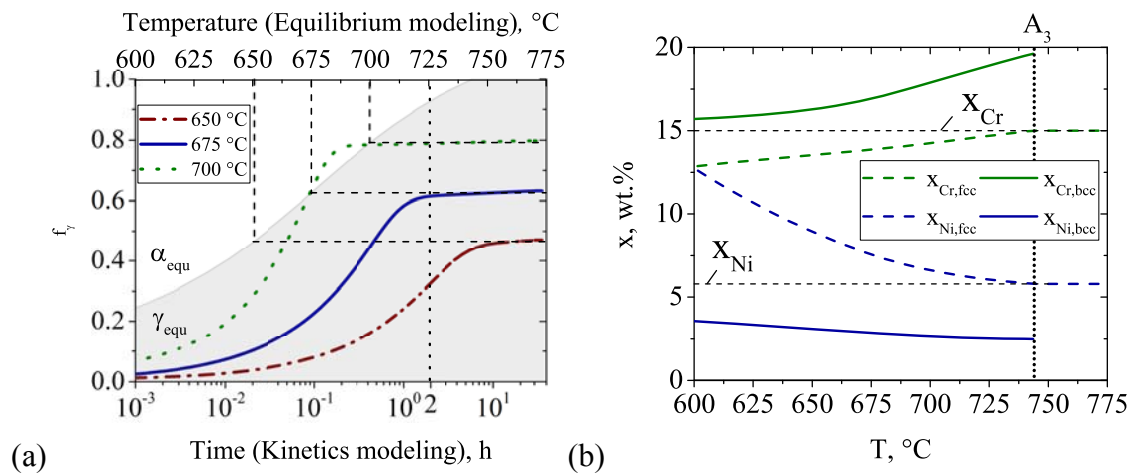 Temperature (Equilibrium modeling), °C
600 625 650 675 700 725 750 775
1.0
0.8
0.6
0.4
0.2
0.0
f_γ
650 °C
675 °C
700 °C
α_equ
γ_equ
10^-3 10^-2 10^-1 10^0 2 10^1
Time (Kinetics modeling), h
(a)
A_3
20
15
10
5
0
x, wt.%
x_Cr
x_Cr,fcc x_Cr,bcc
x_Ni,fcc x_Ni,bcc
x_Ni
600 625 650 675 700 725 750 775
T, °C
(b)